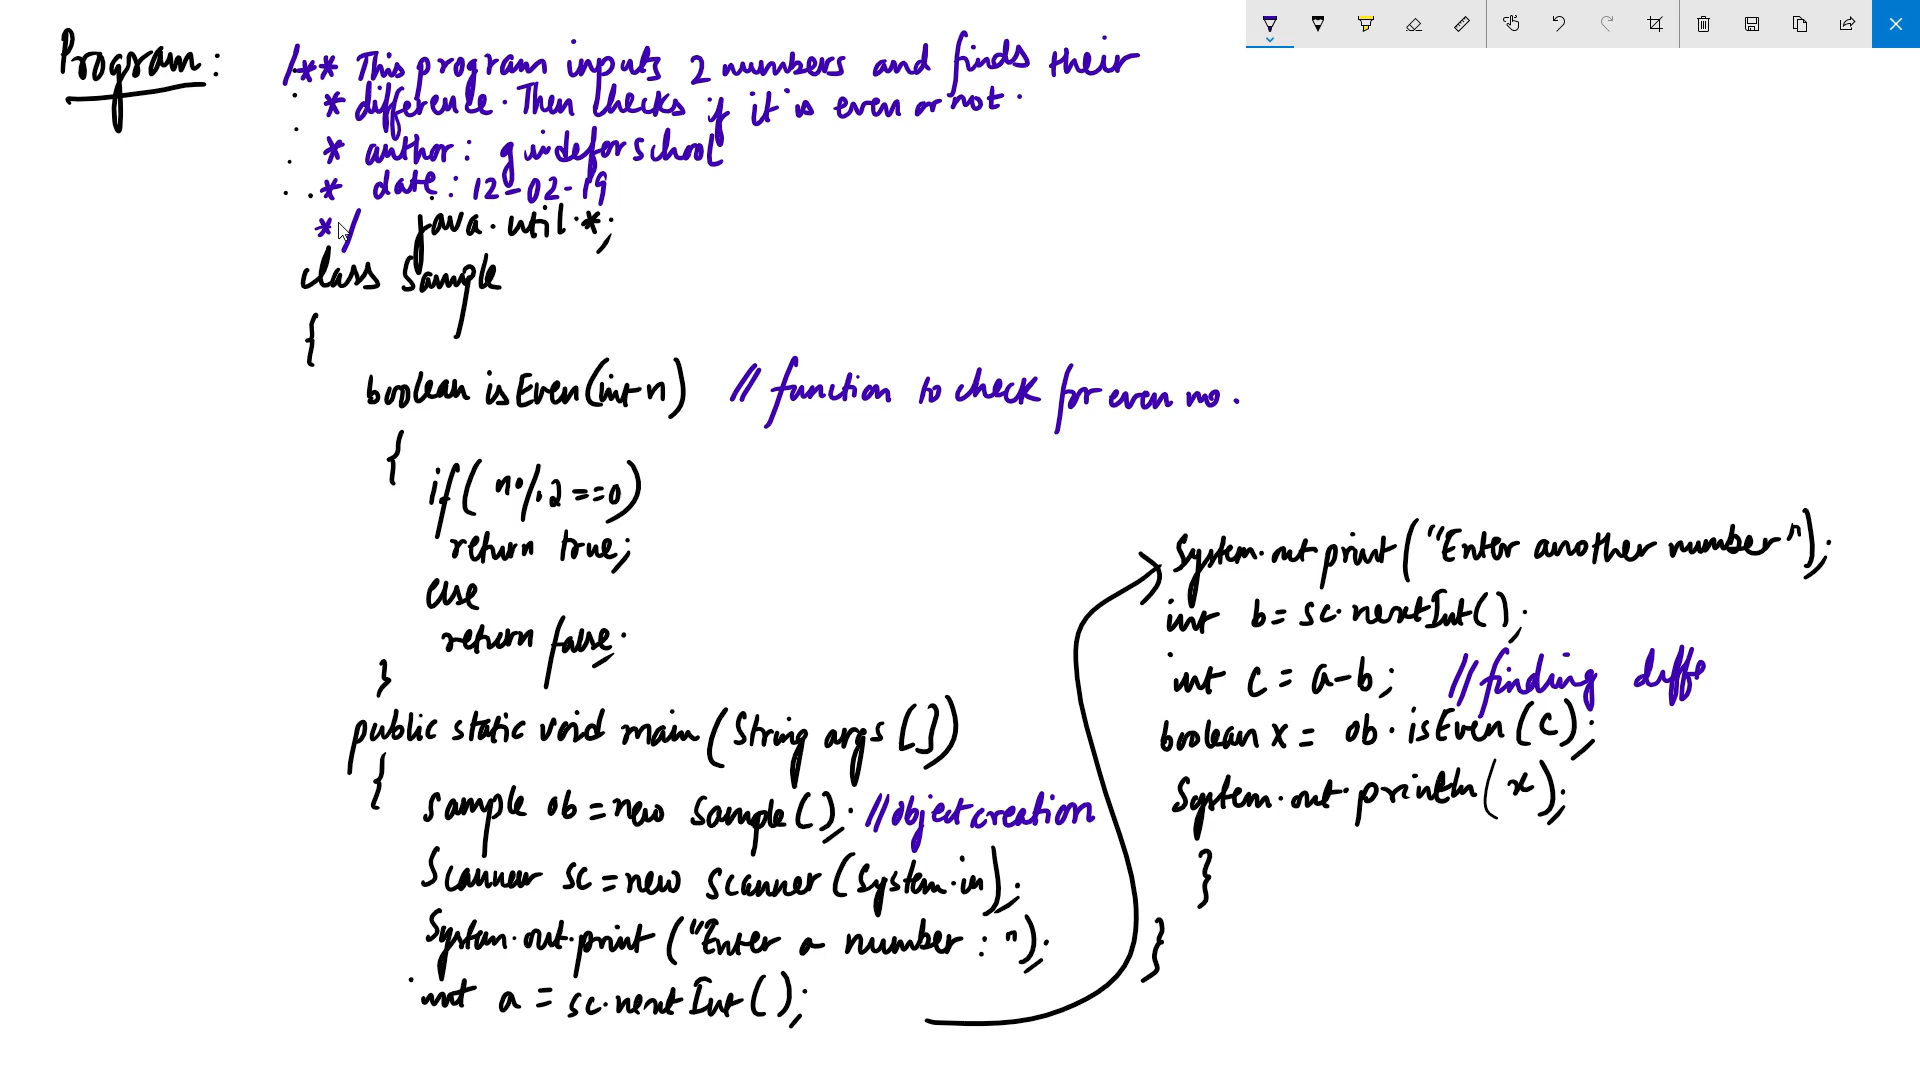 Program :
/** This program inputs 2 numbers and finds their
* difference. Then checks if it is even or not.
* author: guideforschool
* date: 12-02-19
*/ java.util.*;
class Sample
{
boolean isEven(int n) // function to check for even no.
{
if( n%2==0)
return true;
else
return false;
}
public static void main(String args[])
{
Sample ob=new Sample(); //object creation
Scanner sc=new Scanner(System.in);
System.out.print("Enter a number : ");
int a = sc.nextInt();
System.out.print("Enter another number");
int b= sc.nextInt();
int c = a-b; //finding diffe
boolean x = ob.isEven(c);
System.out.println(x);
}
}